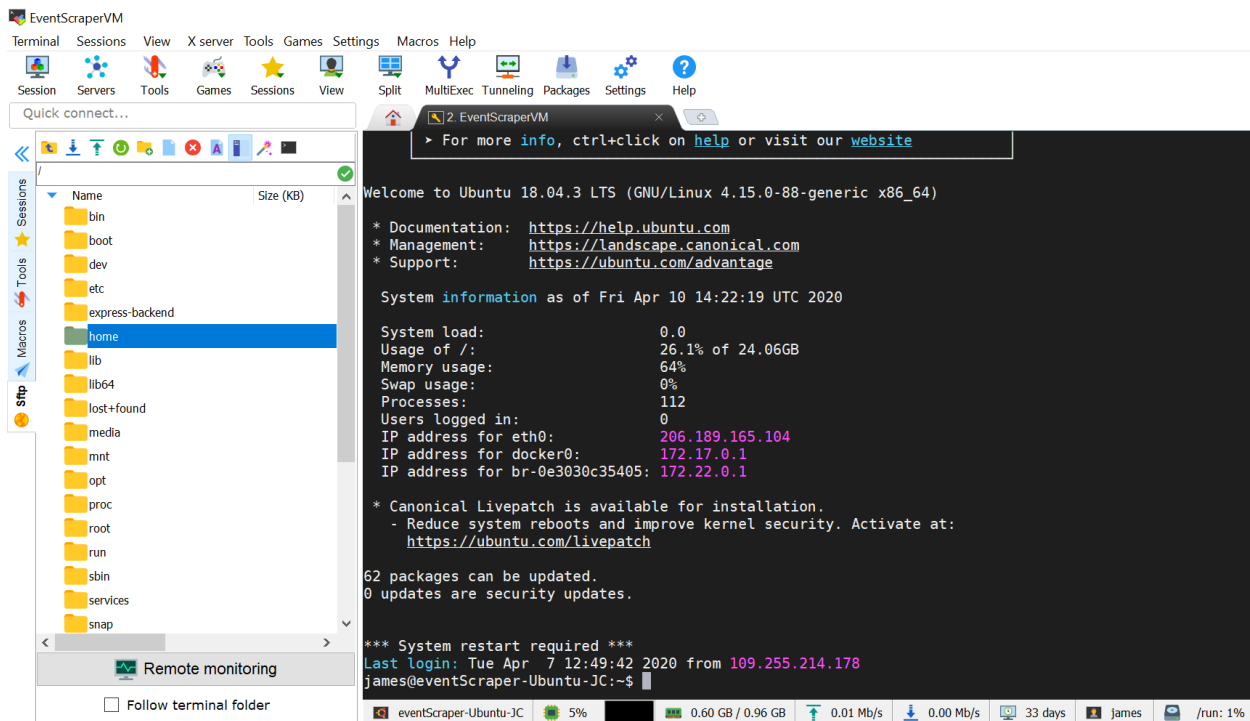 EventScraperVM
Terminal Sessions View X server Tools Games Settings Macros Help
Session Servers Tools Games Sessions View Split MultiExec Tunneling Packages Settings Help
Quick connect...
2. EventScraperVM
/
Name Size (KB)
bin
boot
dev
etc
express-backend
home
lib
lib64
lost+found
media
mnt
opt
proc
root
run
sbin
services
snap
Sessions
Tools
Macros
Sftp
Remote monitoring
Follow terminal folder
➤ For more info, ctrl+click on help or visit our website
Welcome to Ubuntu 18.04.3 LTS (GNU/Linux 4.15.0-88-generic x86_64)
* Documentation: https://help.ubuntu.com
* Management: https://landscape.canonical.com
* Support: https://ubuntu.com/advantage
System information as of Fri Apr 10 14:22:19 UTC 2020
System load: 0.0
Usage of /: 26.1% of 24.06GB
Memory usage: 64%
Swap usage: 0%
Processes: 112
Users logged in: 0
IP address for eth0: 206.189.165.104
IP address for docker0: 172.17.0.1
IP address for br-0e3030c35405: 172.22.0.1
* Canonical Livepatch is available for installation.
- Reduce system reboots and improve kernel security. Activate at:
https://ubuntu.com/livepatch
62 packages can be updated.
0 updates are security updates.
*** System restart required ***
Last login: Tue Apr 7 12:49:42 2020 from 109.255.214.178
james@eventScraper-Ubuntu-JC:~$
eventScraper-Ubuntu-JC 5% 0.60 GB / 0.96 GB 0.01 Mb/s 0.00 Mb/s 33 days james /run: 1%